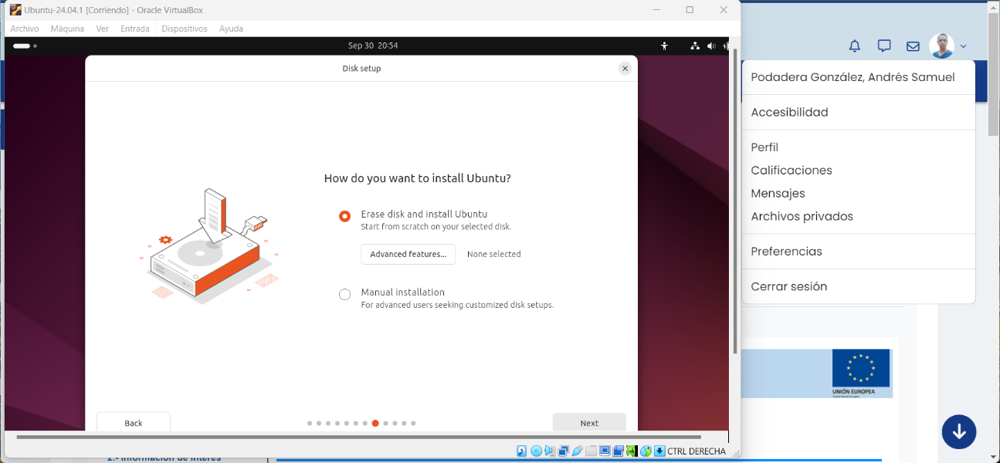 Ubuntu-24.04.1 [Corriendo] - Oracle VirtualBox
Archivo Máquina Ver Entrada Dispositivos Ayuda
Sep 30 20:54
Disk setup
How do you want to install Ubuntu?
Erase disk and install Ubuntu
Start from scratch on your selected disk.
Advanced features... None selected
Manual installation
For advanced users seeking customized disk setups.
Back
Next
CTRL DERECHA
Podadera González, Andrés Samuel
Accesibilidad
Perfil
Calificaciones
Mensajes
Archivos privados
Preferencias
Cerrar sesión
UNIÓN EUROPEA
Fondo Social Europeo
2.- Información de interés